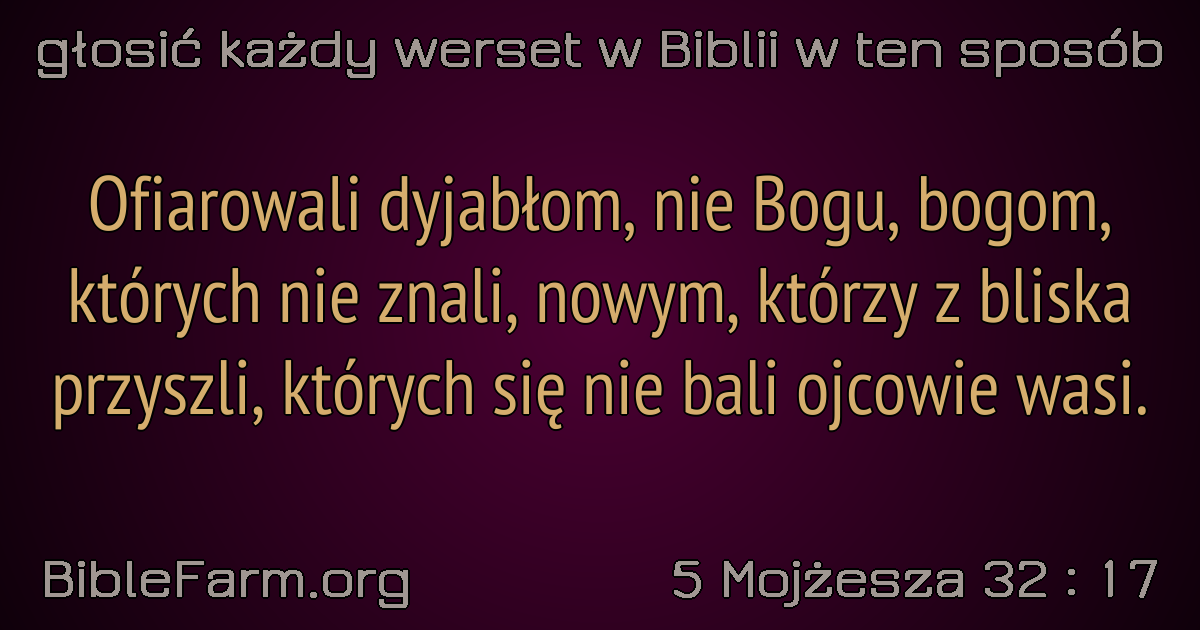 głosić każdy werset w Biblii w ten sposób
Ofiarowali dyjabłom, nie Bogu, bogom,
których nie znali, nowym, którzy z bliska
przyszli, których się nie bali ojcowie wasi.
BibleFarm.org
5 Mojżesza 32 : 17